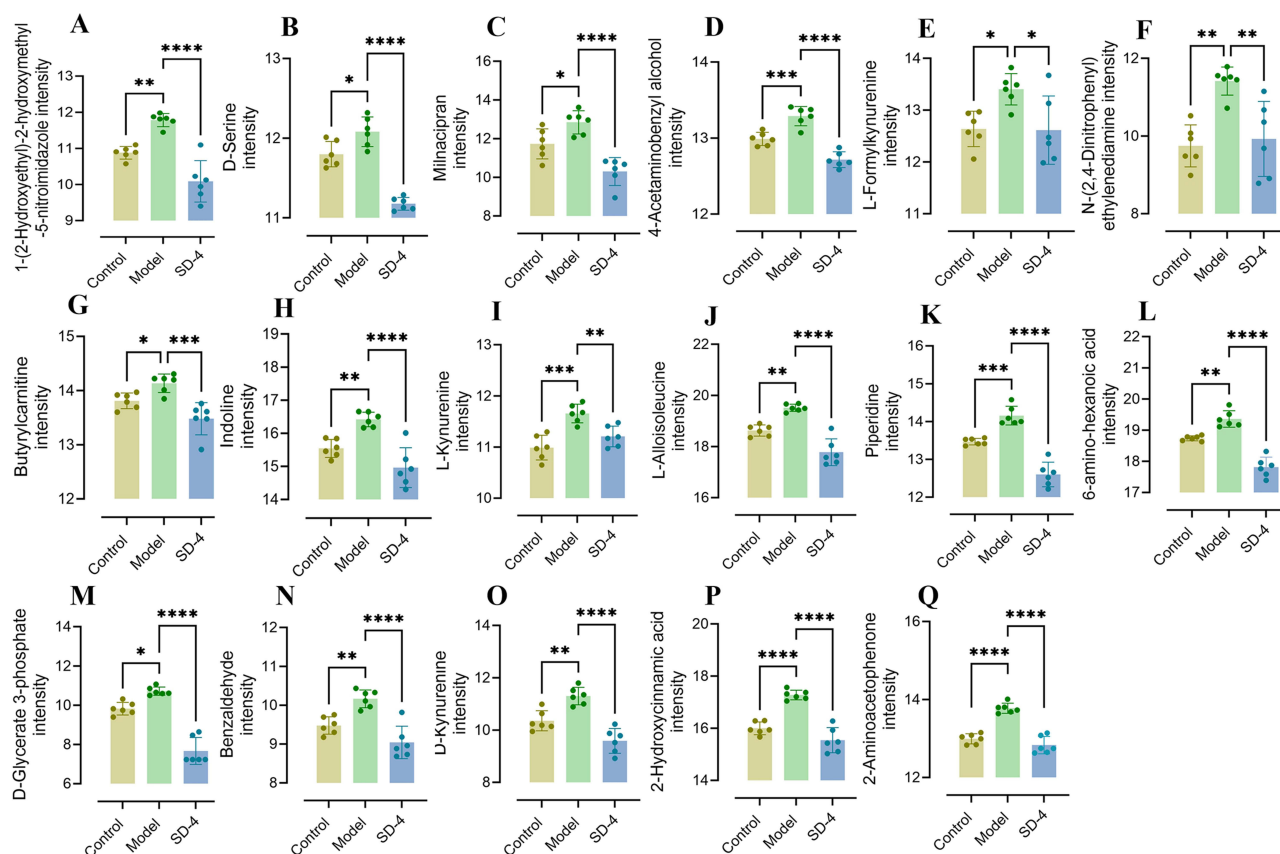 A
1-(2-Hydroxyethyl)-2-hydroxymethyl
-5-nitroimidazole intensity
**
****
13
12
11
10
9
Control
Model
SD-4
B
D-Serine
intensity
*
****
13
12
11
Control
Model
SD-4
C
Milnacipran
intensity
*
****
16
14
12
10
8
Control
Model
SD-4
D
4-Acetaminobenzyl alcohol
intensity
***
****
14
13
12
Control
Model
SD-4
E
L-Formylkynurenine
intensity
*
*
14
13
12
11
Control
Model
SD-4
F
N-(2,4-Dinitrophenyl)
ethylenediamine intensity
**
**
12
10
8
Control
Model
SD-4
G
Butyrylcarnitine
intensity
*
***
15
14
13
12
Control
Model
SD-4
H
Indoline
intensity
**
****
19
18
17
16
15
14
Control
Model
SD-4
I
L-Kynurenine
intensity
***
**
13
12
11
10
Control
Model
SD-4
J
L-Alloisoleucine
intensity
**
****
22
20
18
16
Control
Model
SD-4
K
Piperidine
intensity
***
****
16
15
14
13
12
Control
Model
SD-4
L
6-amino-hexanoic acid
intensity
**
****
22
21
20
19
18
17
Control
Model
SD-4
M
D-Glycerate 3-phosphate
intensity
*
****
14
12
10
8
6
Control
Model
SD-4
N
Benzaldehyde
intensity
**
****
12
11
10
9
8
Control
Model
SD-4
O
D-Kynurenine
intensity
**
****
14
12
10
8
Control
Model
SD-4
P
2-Hydroxycinnamic acid
intensity
****
****
20
18
16
14
Control
Model
SD-4
Q
2-Aminoacetophenone
intensity
****
****
16
14
12
Control
Model
SD-4